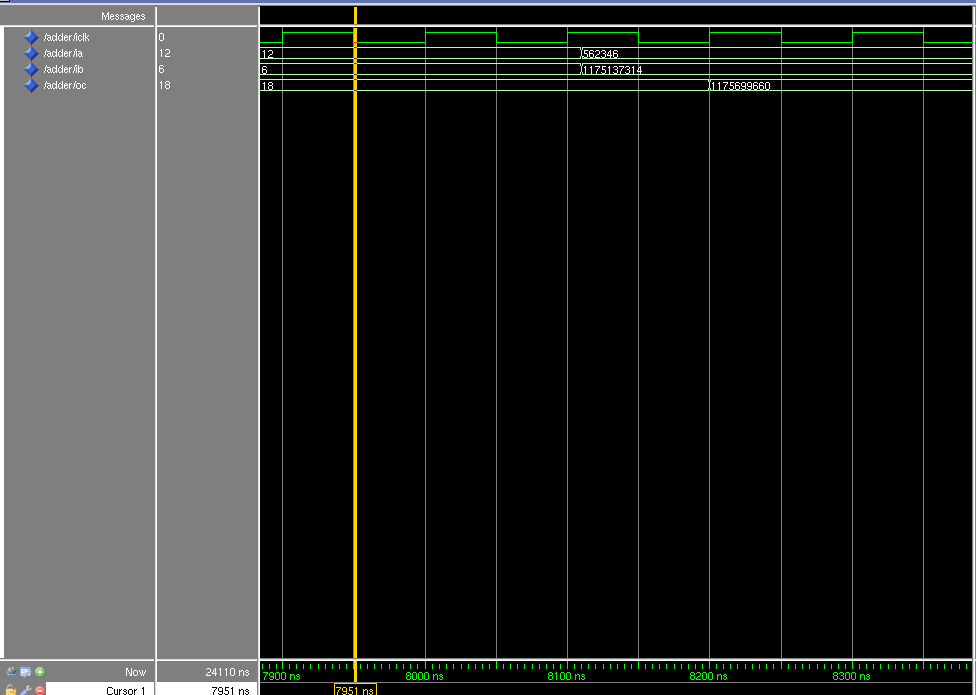 Messages
/adder/iclk 0
/adder/ia 12 12 562346
/adder/ib 6 6 1175137314
/adder/oc 18 18 1175699660
Now 24110 ns 7900 ns 8000 ns 8100 ns 8200 ns 8300 ns
Cursor 1 7951 ns 7951 ns